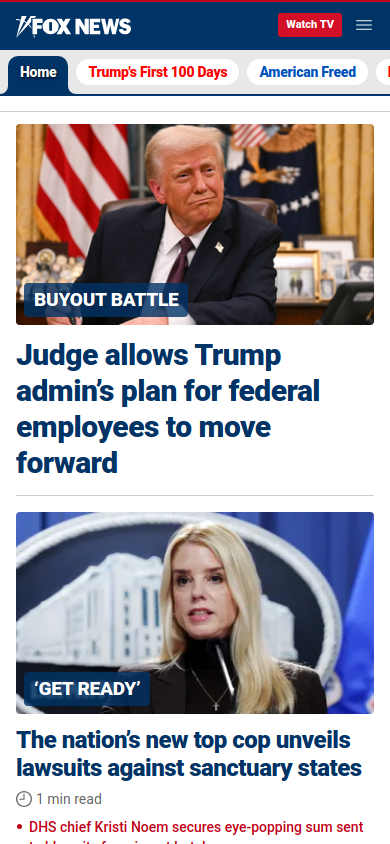 FOX NEWS
Watch TV
Home
Trump's First 100 Days
American Freed
BUYOUT BATTLE
Judge allows Trump
admin’s plan for federal
employees to move
forward
‘GET READY’
The nation’s new top cop unveils
lawsuits against sanctuary states
1 min read
• DHS chief Kristi Noem secures eye-popping sum sent